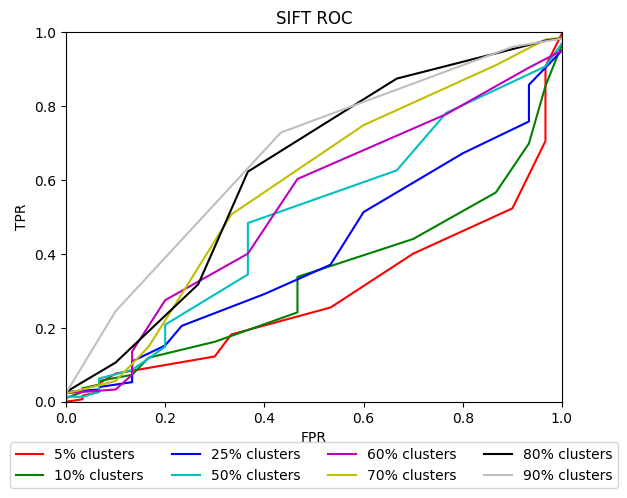 SIFT ROC
1.0
0.8
0.6
0.4
0.2
0.0
TPR
0.0 0.2 0.4 0.6 0.8 1.0
FPR
5% clusters 25% clusters 60% clusters 80% clusters
10% clusters 50% clusters 70% clusters 90% clusters